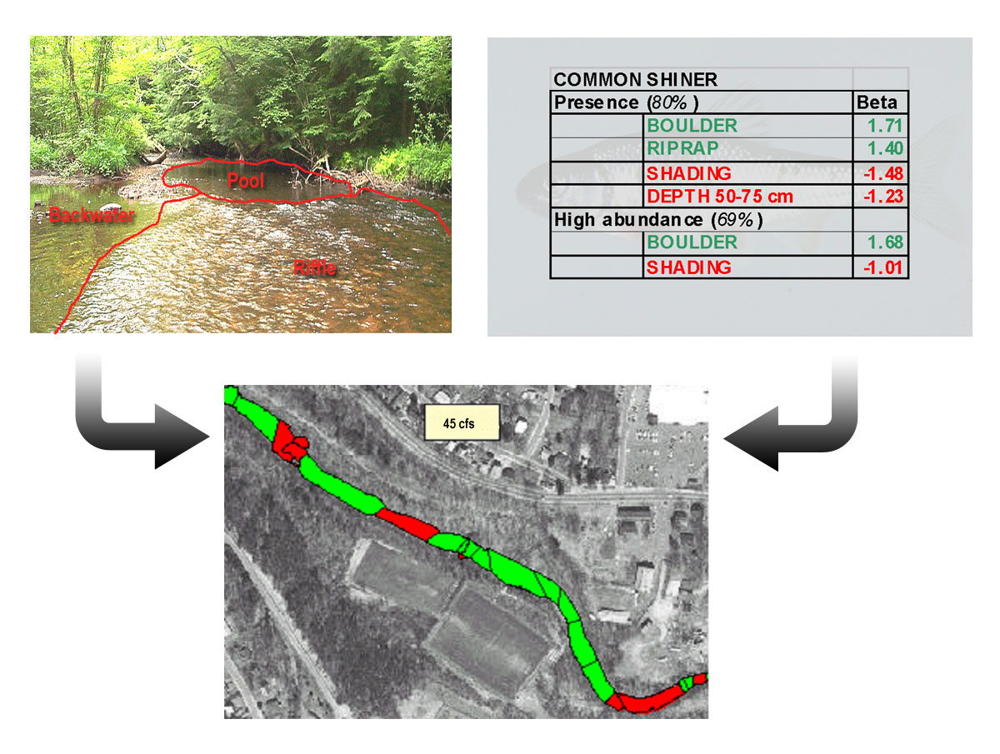 Pool
Backwater
Riffle
COMMON SHINER
Presence (80% ) Beta
BOULDER 1.71
RIPRAP 1.40
SHADING -1.48
DEPTH 50-75 cm -1.23
High abundance (69% )
BOULDER 1.68
SHADING -1.01
45 cfs